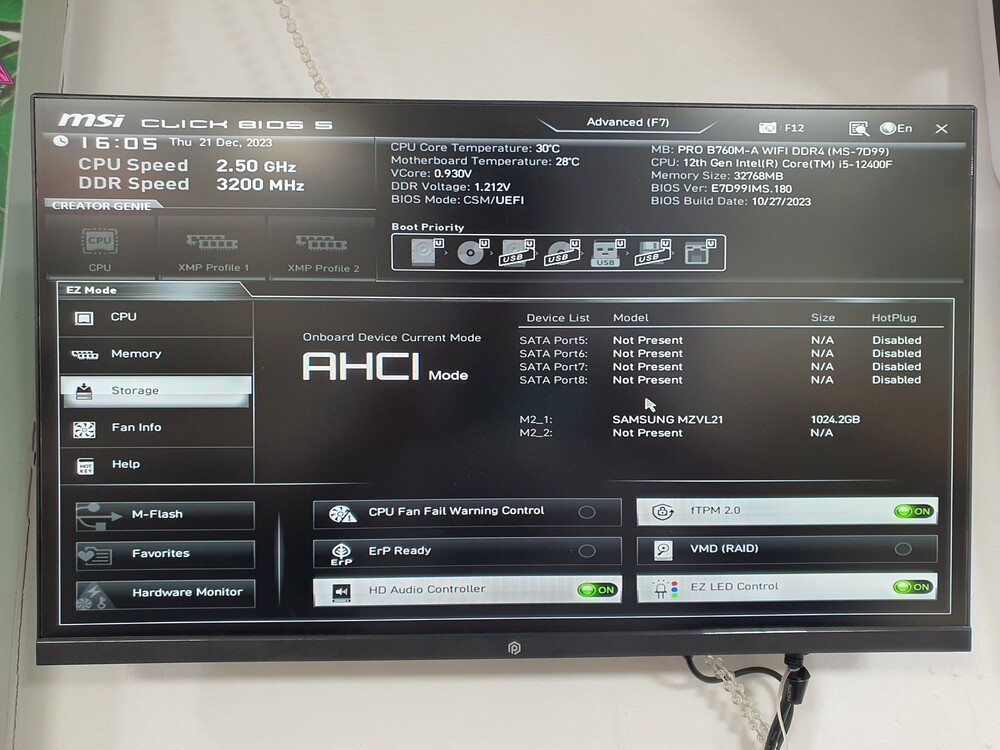 msi CLICK BIOS 5
Advanced (F7)
: F12
En
X
16:05 Thu 21 Dec, 2023
CPU Speed 2.50 GHz
DDR Speed 3200 MHz
CPU Core Temperature: 30°C
Motherboard Temperature: 28°C
VCore: 0.930V
DDR Voltage: 1.212V
BIOS Mode: CSM/UEFI
MB: PRO B760M-A WIFI DDR4 (MS-7D99)
CPU: 12th Gen Intel(R) Core(TM) i5-12400F
Memory Size: 32768MB
BIOS Ver: E7D99IMS.180
BIOS Build Date: 10/27/2023
CREATOR GENIE
CPU
CPU
XMP Profile 1
XMP Profile 2
Boot Priority
U U U U U U U
USB USB USB USB
EZ Mode
CPU
Memory
Storage
Fan Info
HOT KEY
Help
Onboard Device Current Mode
AHCI Mode
Device List Model Size HotPlug
SATA Port5: Not Present N/A Disabled
SATA Port6: Not Present N/A Disabled
SATA Port7: Not Present N/A Disabled
SATA Port8: Not Present N/A Disabled
M2_1: SAMSUNG MZVL21 1024.2GB
M2_2: Not Present N/A
M-Flash
Favorites
Hardware Monitor
CPU Fan Fail Warning Control
fTPM 2.0 ON
ErP
ErP Ready
VMD (RAID)
HD Audio Controller ON
EZ LED Control ON